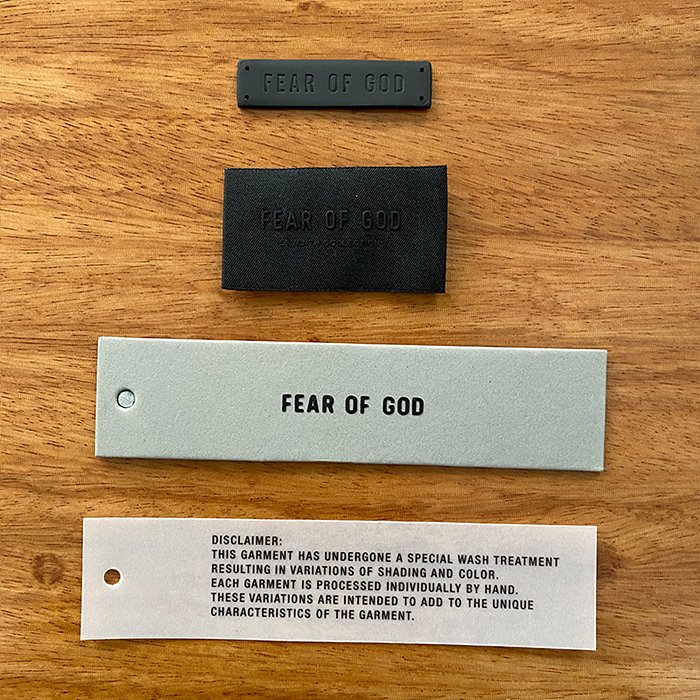 FEAR OF GOD
FEAR OF GOD
SEVENTH COLLECTION
FEAR OF GOD
DISCLAIMER:
THIS GARMENT HAS UNDERGONE A SPECIAL WASH TREATMENT
RESULTING IN VARIATIONS OF SHADING AND COLOR.
EACH GARMENT IS PROCESSED INDIVIDUALLY BY HAND.
THESE VARIATIONS ARE INTENDED TO ADD TO THE UNIQUE
CHARACTERISTICS OF THE GARMENT.